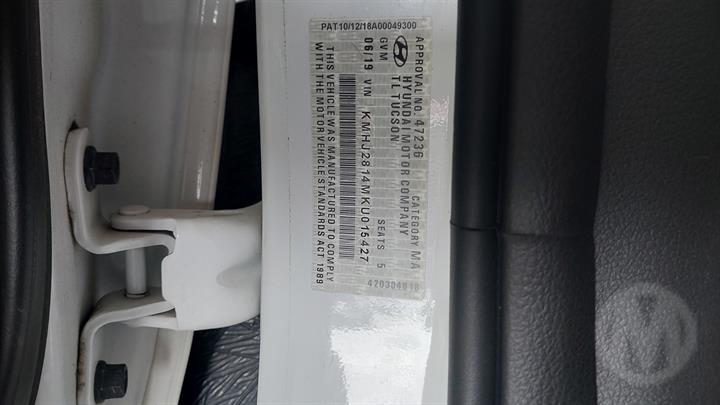 APPROVAL NO. 47236 CATEGORY MA
HYUNDAI MOTOR COMPANY
TL TUCSON
GVM SEATS 5
06/19 VIN KMHJ2814MKU015427
THIS VEHICLE WAS MANUFACTURED TO COMPLY
WITH THE MOTOR VEHICLE STANDARDS ACT 1989
PAT10/12/18A00049300